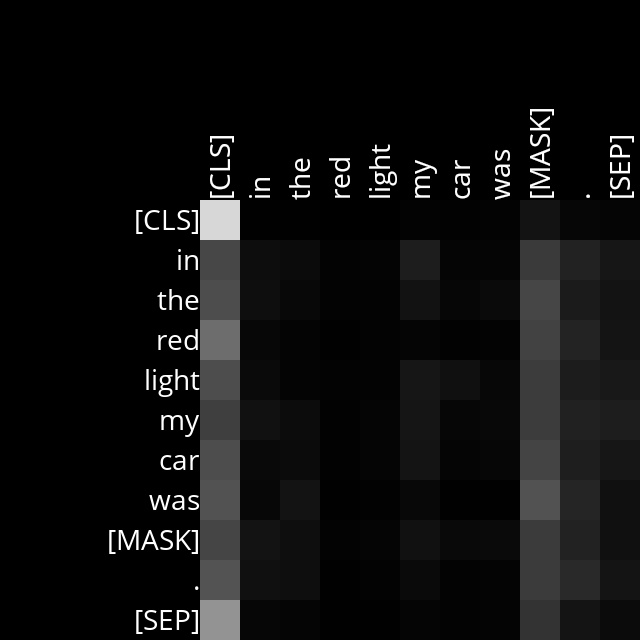 [CLS] in the red light my car was [MASK] . [SEP]
[CLS]
in
the
red
light
my
car
was
[MASK]
.
[SEP]